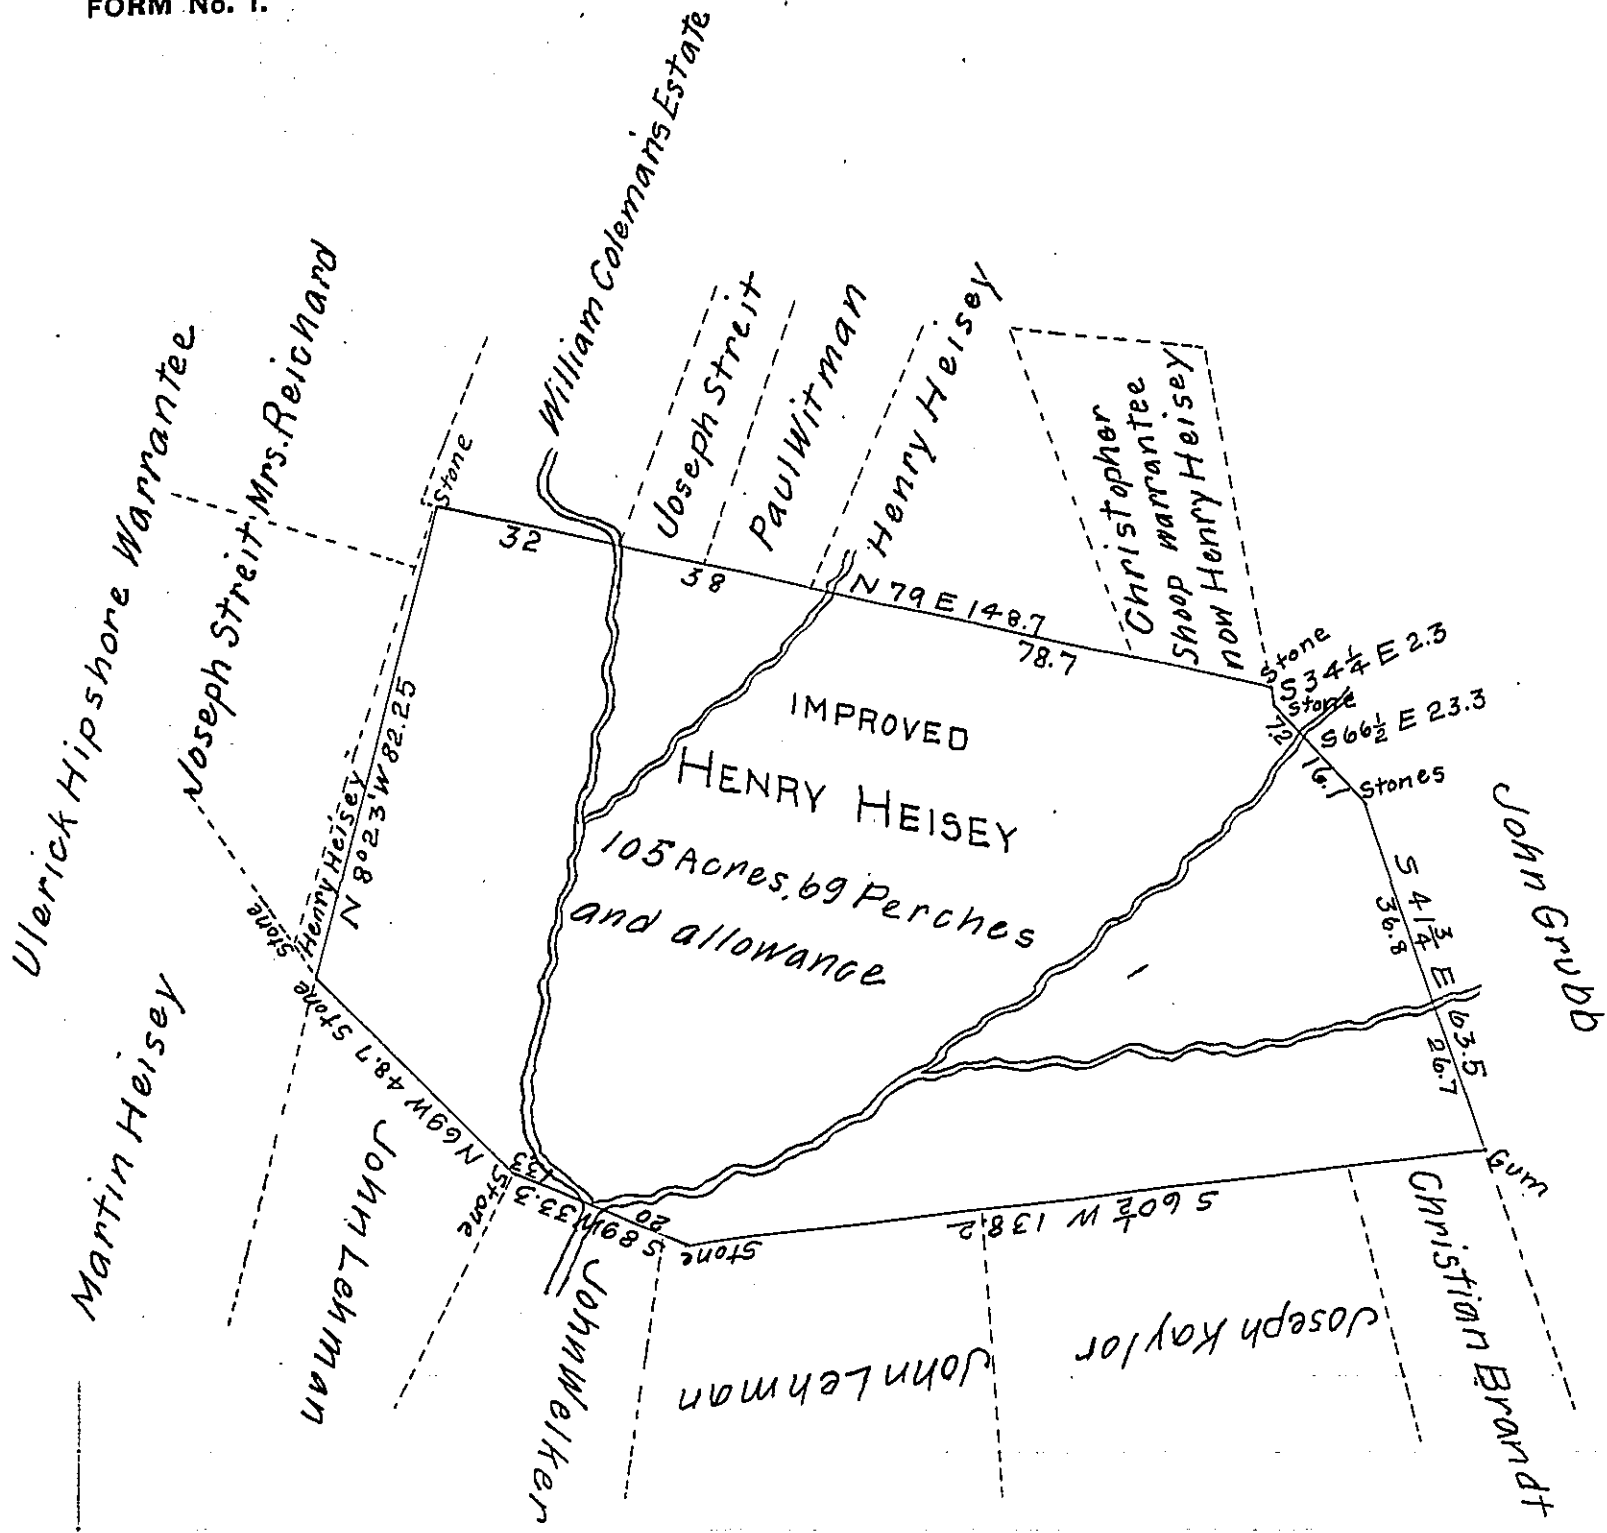 FORM No. 1.
William Coleman's Estate
Ulerick Hipshore Warrantee
Joseph Streit
Mrs. Reichard
Joseph Streit
Paul Witman
Henry Heisey
Christopher
Shoop warrantee
now Henry Heisey
Stone
32
38
N 79 E 148.7
78.7
Stone
S 34 1/4 E 2.3
Stone
S 66 1/2 E 23.3
7.2
16.1
Stones
John Grubb
S 41 3/4 E 63.5
36.8
26.7
Henry Heisey
N 8° 23' W 82.25
IMPROVED
HENRY HEISEY
105 Acres, 69 Perches
and allowance
Stone
Stone
Stone
N 69 W 48.7
Martin Heisey
John Lehman
Stone
13.3
S 89 W 33.3
20
Stone
S 60 1/2 W 138.2
John Welker
John Lehman
Joseph Kaylor
Christian Brandt